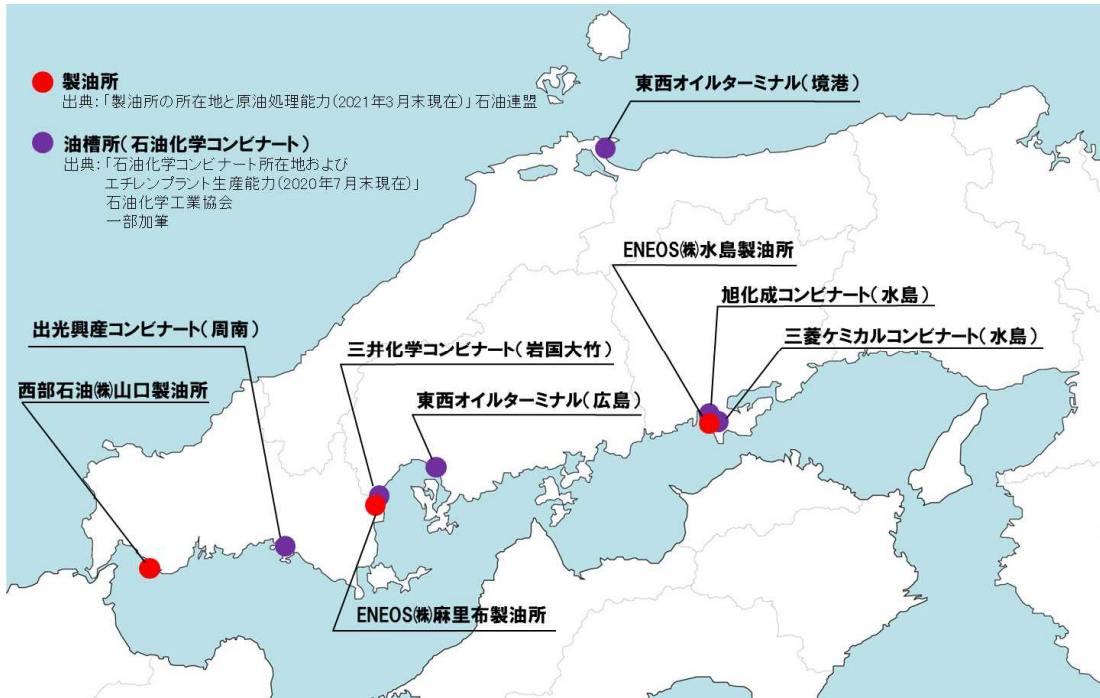 製油所
出典:「製油所の所在地と原油処理能力(2021年3月末現在)」石油連盟
油槽所(石油化学コンビナート)
出典:「石油化学コンビナート所在地および
エチレンプラント生産能力(2020年7月末現在)」
石油化学工業協会
一部加筆
東西オイルターミナル(境港)
ENEOS㈱水島製油所
旭化成コンビナート(水島)
三菱ケミカルコンビナート(水島)
出光興産コンビナート(周南)
三井化学コンビナート(岩国大竹)
西部石油㈱山口製油所
東西オイルターミナル(広島)
ENEOS㈱麻里布製油所